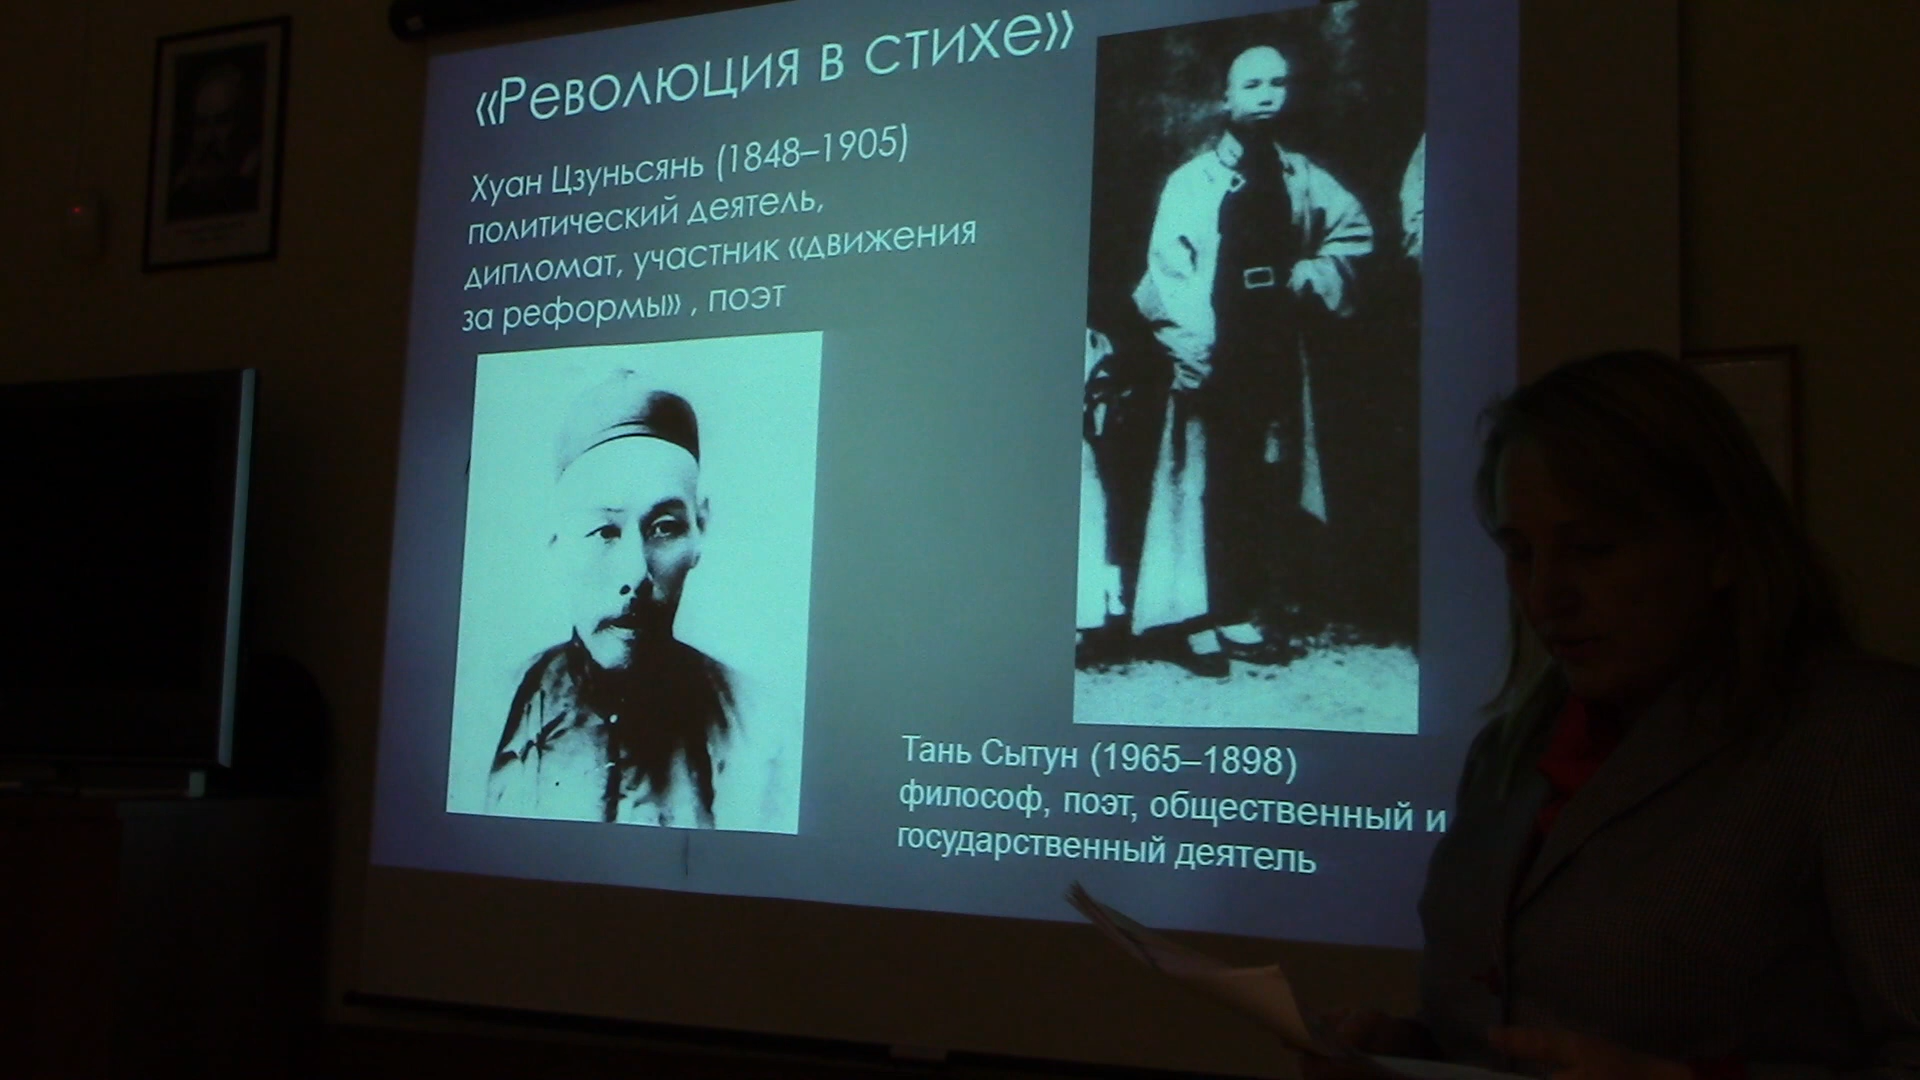 «Революция в стихе»
Хуан Цзуньсянь (1848–1905)
политический деятель,
дипломат, участник «движения
за реформы» , поэт
Тань Сытун (1965–1898)
философ, поэт, общественный и
государственный деятель